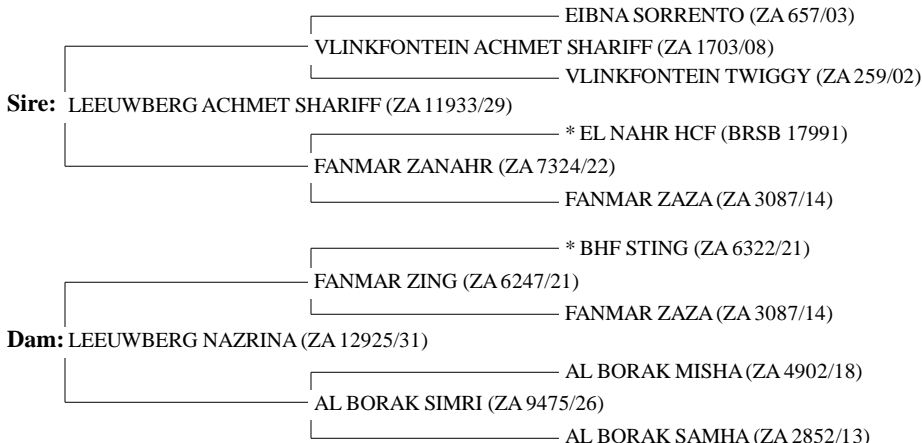 EIBNA SORRENTO (ZA 657/03)
VLINKFONTEIN ACHMET SHARIFF (ZA 1703/08)
VLINKFONTEIN TWIGGY (ZA 259/02)
Sire: LEEUWBERG ACHMET SHARIFF (ZA 11933/29)
* EL NAHR HCF (BRSB 17991)
FANMAR ZANAHR (ZA 7324/22)
FANMAR ZAZA (ZA 3087/14)
* BHF STING (ZA 6322/21)
FANMAR ZING (ZA 6247/21)
FANMAR ZAZA (ZA 3087/14)
Dam: LEEUWBERG NAZRINA (ZA 12925/31)
AL BORAK MISHA (ZA 4902/18)
AL BORAK SIMRI (ZA 9475/26)
AL BORAK SAMHA (ZA 2852/13)